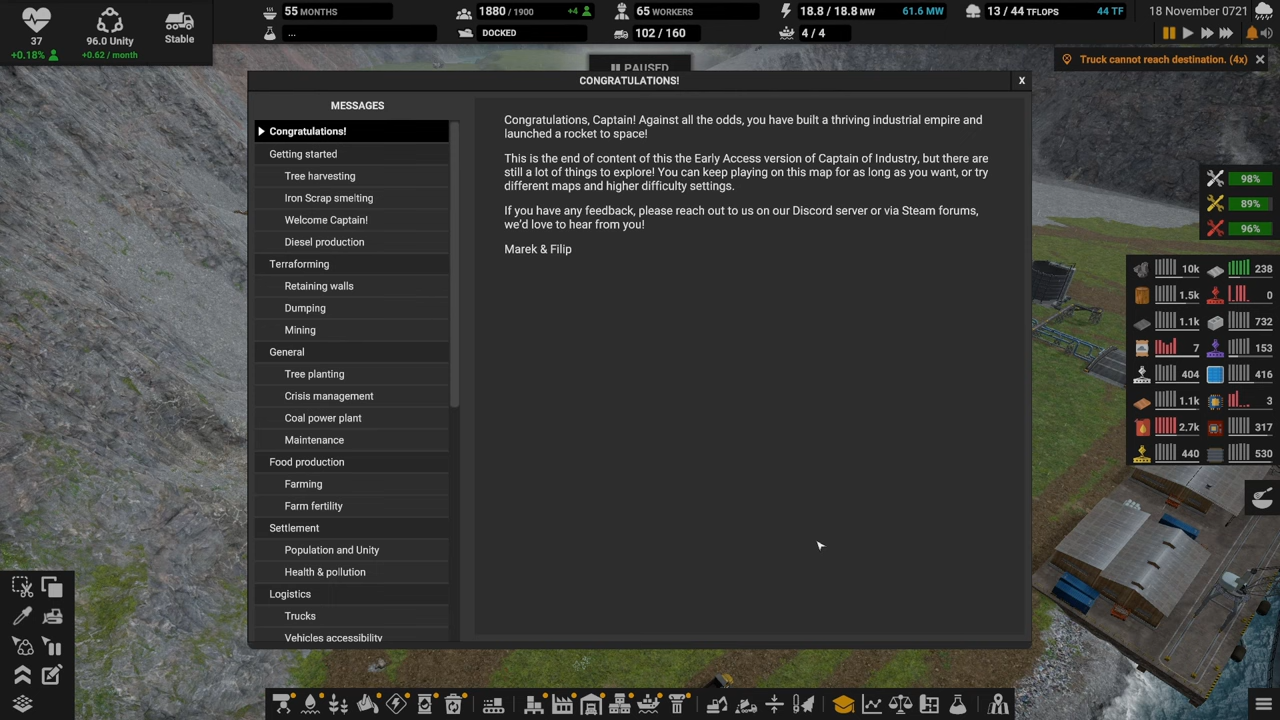 37
+0.18%
96.0 Unity
+0.62 / month
Stable
55 MONTHS
...
1880 / 1900 +4
DOCKED
65 WORKERS
102 / 160
18.8 / 18.8 MW 61.6 MW
4 / 4
13 / 44 TFLOPS 44 TF
18 November 0721
Truck cannot reach destination. (4x)
PAUSED
CONGRATULATIONS!
X
MESSAGES
Congratulations!
Getting started
Tree harvesting
Iron Scrap smelting
Welcome Captain!
Diesel production
Terraforming
Retaining walls
Dumping
Mining
General
Tree planting
Crisis management
Coal power plant
Maintenance
Food production
Farming
Farm fertility
Settlement
Population and Unity
Health & pollution
Logistics
Trucks
Vehicles accessibility
Congratulations, Captain! Against all the odds, you have built a thriving industrial empire and
launched a rocket to space!
This is the end of content of this the Early Access version of Captain of Industry, but there are
still a lot of things to explore! You can keep playing on this map for as long as you want, or try
different maps and higher difficulty settings.
If you have any feedback, please reach out to us on our Discord server or via Steam forums,
we'd love to hear from you!
Marek & Filip
98%
89%
96%
10k 238
1.5k 0
1.1k 732
7 153
404 416
1.1k 3
2.7k 317
440 530